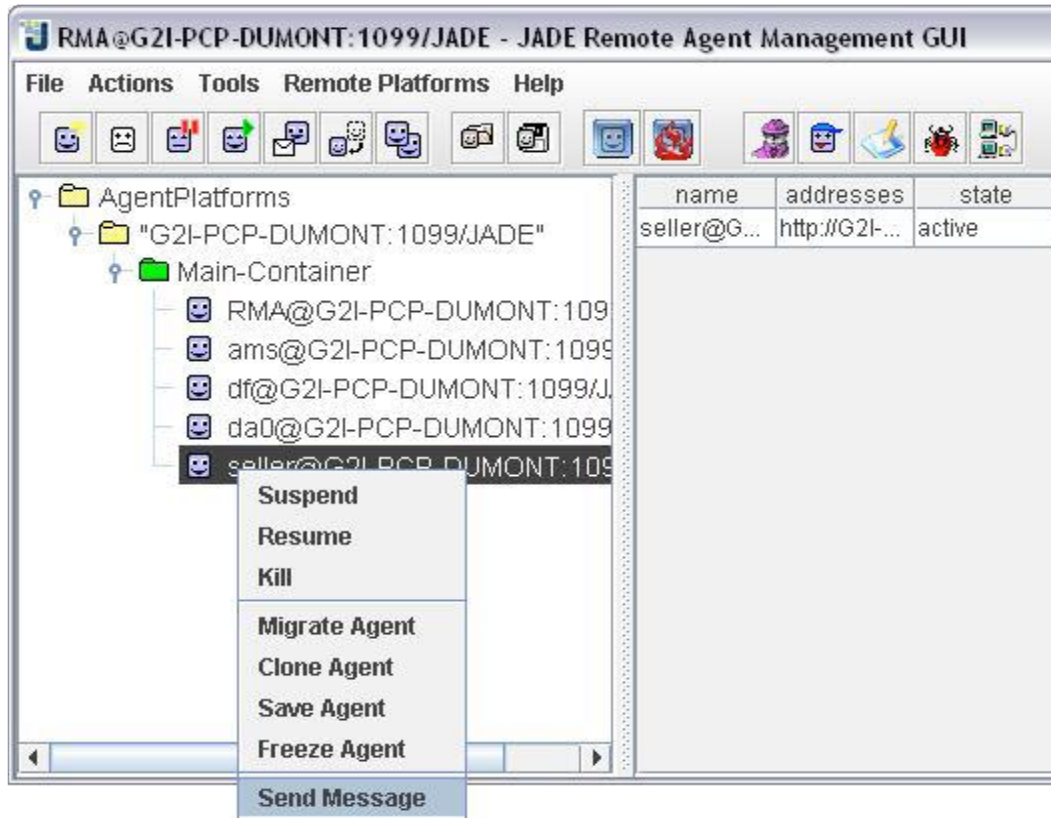 RMA@G2I-PCP-DUMONT:1099/JADE - JADE Remote Agent Management GUI
File Actions Tools Remote Platforms Help
AgentPlatforms
"G2I-PCP-DUMONT:1099/JADE"
Main-Container
RMA@G2I-PCP-DUMONT:109
ams@G2I-PCP-DUMONT:1099
df@G2I-PCP-DUMONT:1099/J
da0@G2I-PCP-DUMONT:1099
seller@G2I-PCP-DUMONT:109
name addresses state
seller@G... http://G2I-... active
Suspend
Resume
Kill
Migrate Agent
Clone Agent
Save Agent
Freeze Agent
Send Message